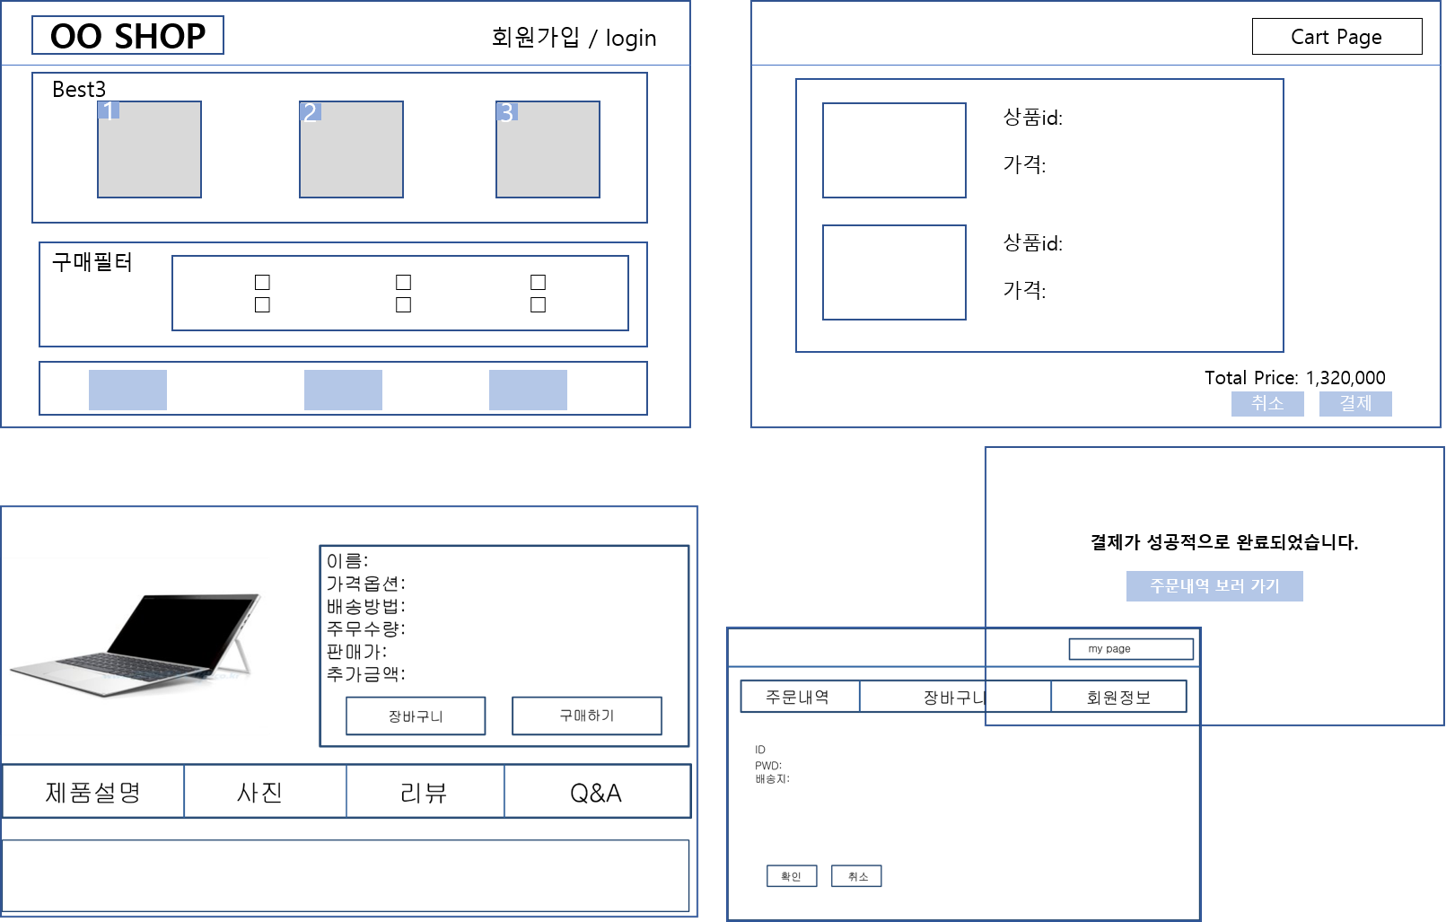 OO SHOP
회원가입 / login
Best3
1
2
3
구매필터
Cart Page
상품id:
가격:
상품id:
가격:
Total Price: 1,320,000
취소
결제
결제가 성공적으로 완료되었습니다.
주문내역 보러 가기
이름:
가격옵션:
배송방법:
주무수량:
판매가:
추가금액:
장바구니
구매하기
제품설명
사진
리뷰
Q&A
my page
주문내역
장바구니
회원정보
ID
PWD:
배송지:
확인
취소